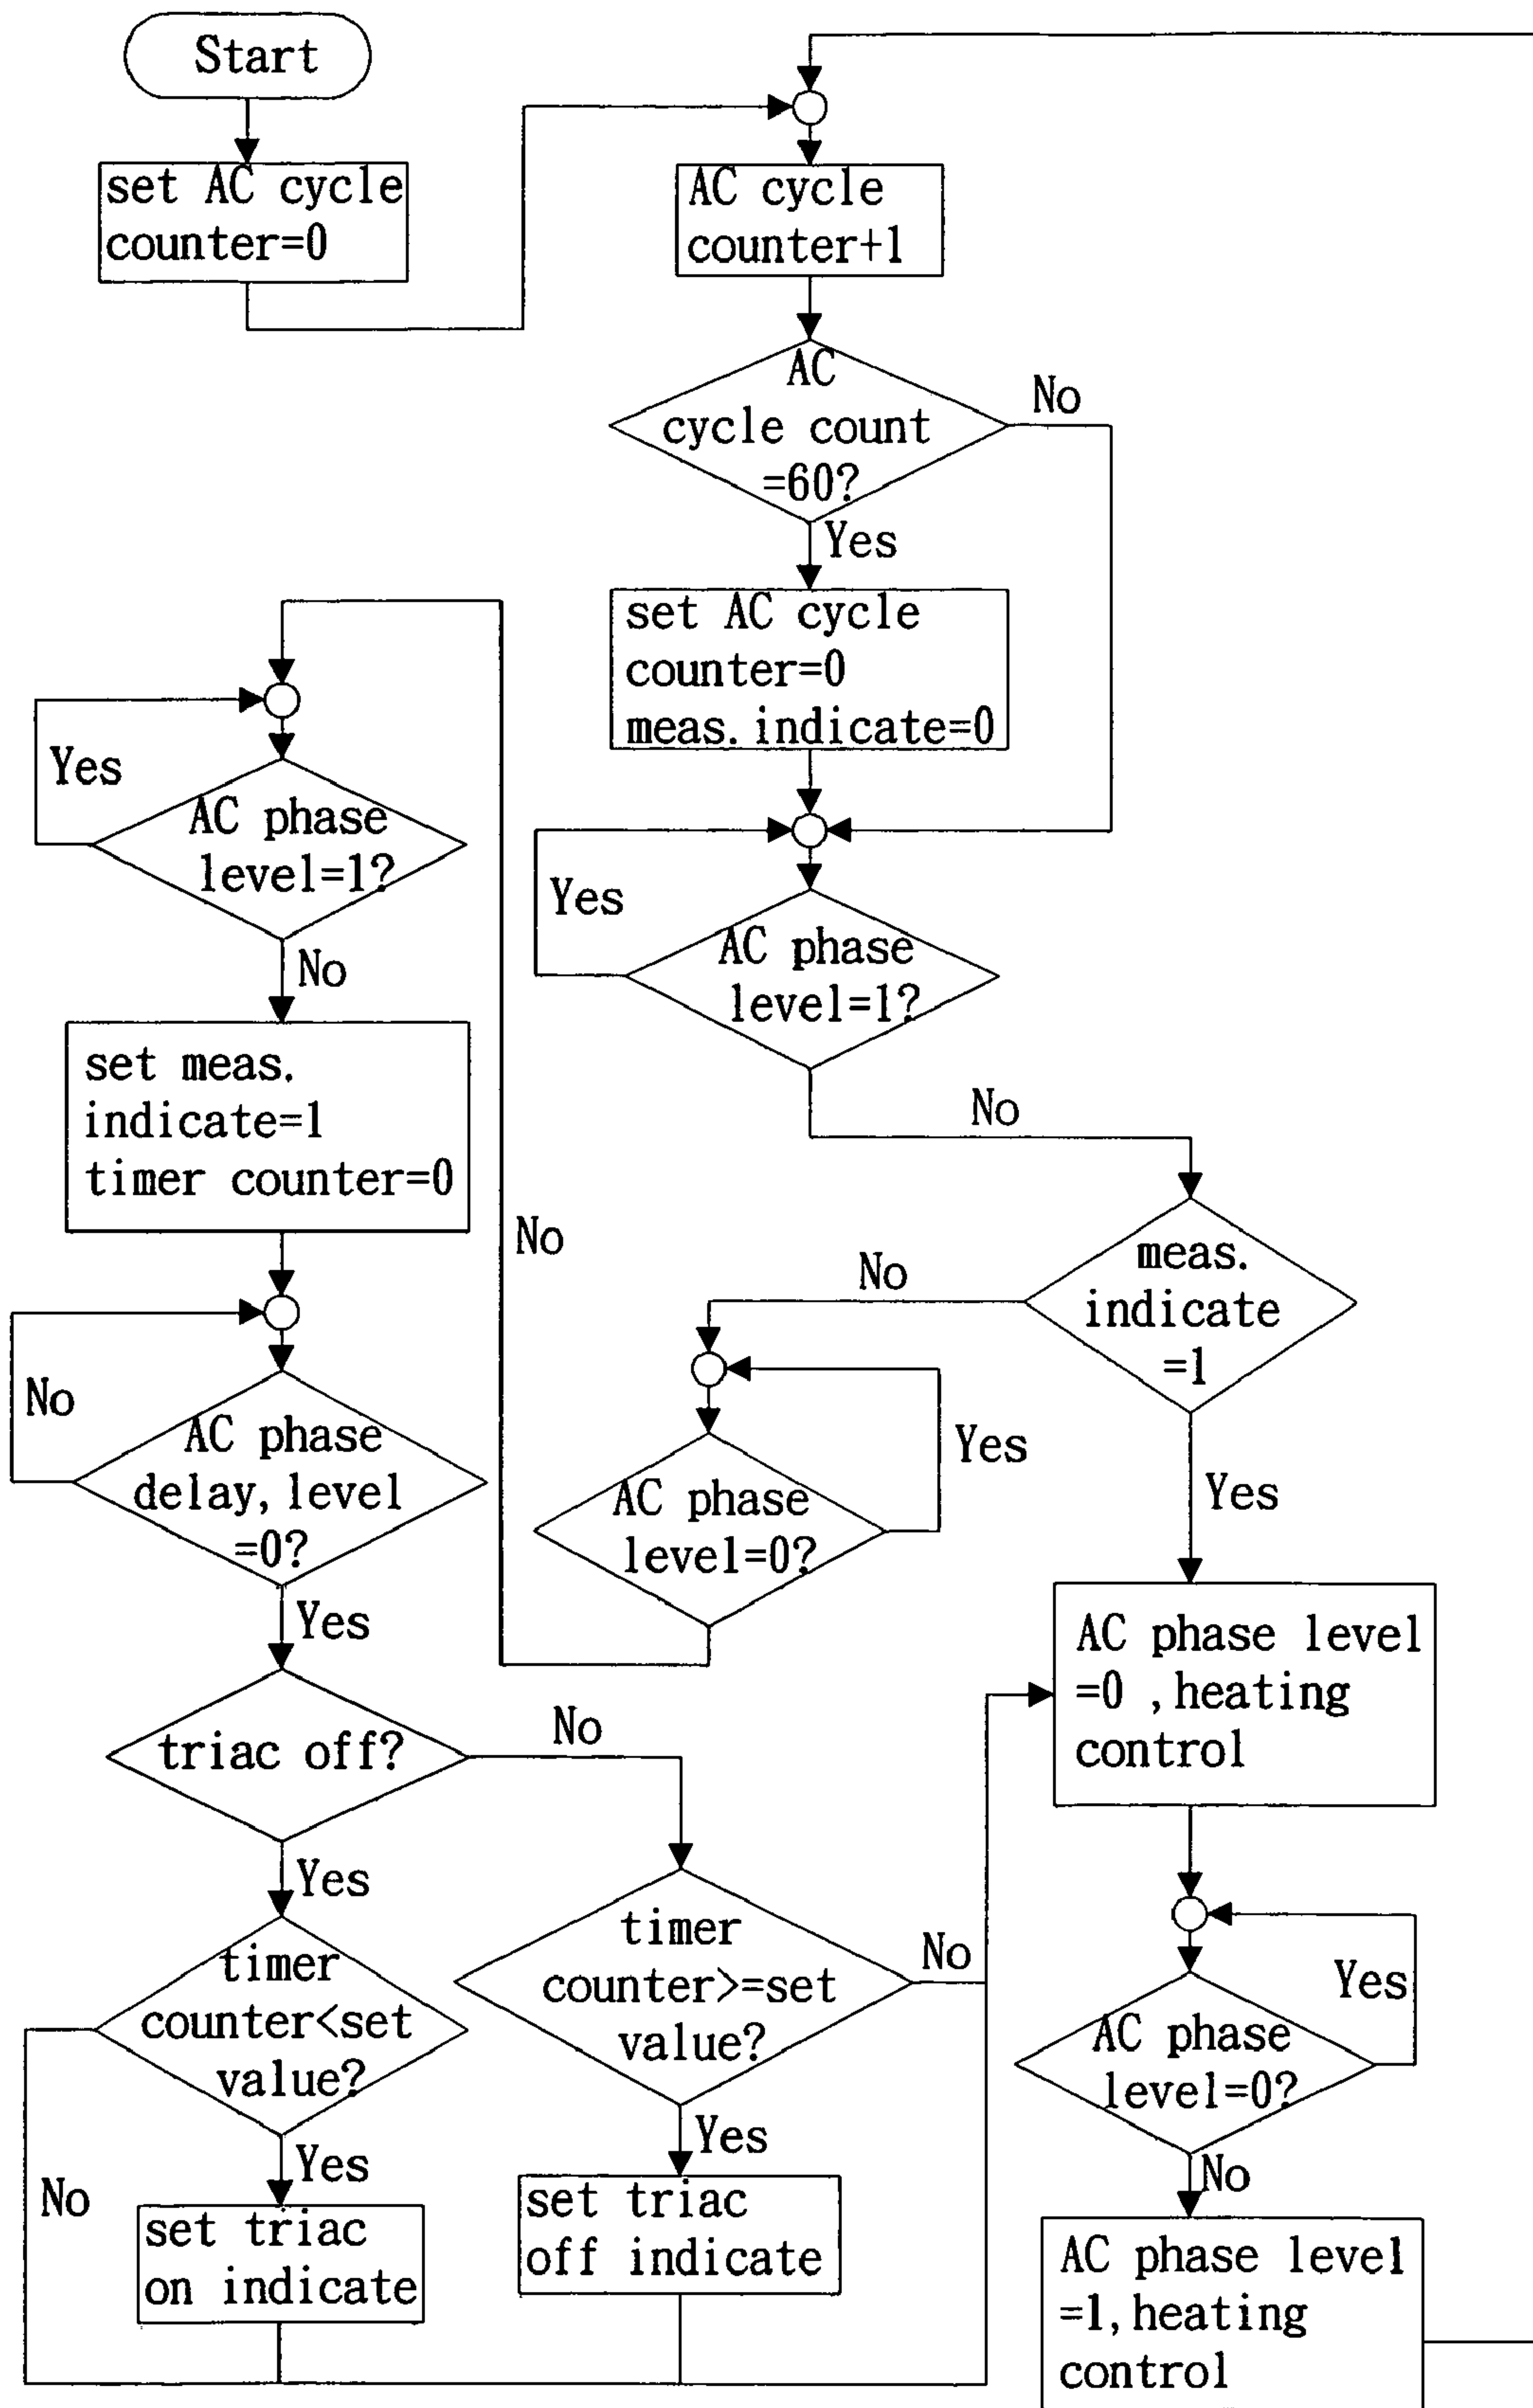 Start
set AC cycle
counter=0
AC cycle
counter+1
AC
cycle count
=60?
No
Yes
set AC cycle
counter=0
meas. indicate=0
Yes
AC phase
level=1?
No
meas.
indicate
=1
No
Yes
AC phase
level=0?
Yes
No
Yes
AC phase
level=1?
No
set meas.
indicate=1
timer counter=0
No
AC phase
delay, level
=0?
Yes
triac off?
No
Yes
timer
counter<set
value?
No
Yes
set triac
on indicate
timer
counter>=set
value?
No
Yes
set triac
off indicate
AC phase level
=0 ,heating
control
Yes
AC phase
level=0?
No
AC phase level
=1, heating
control